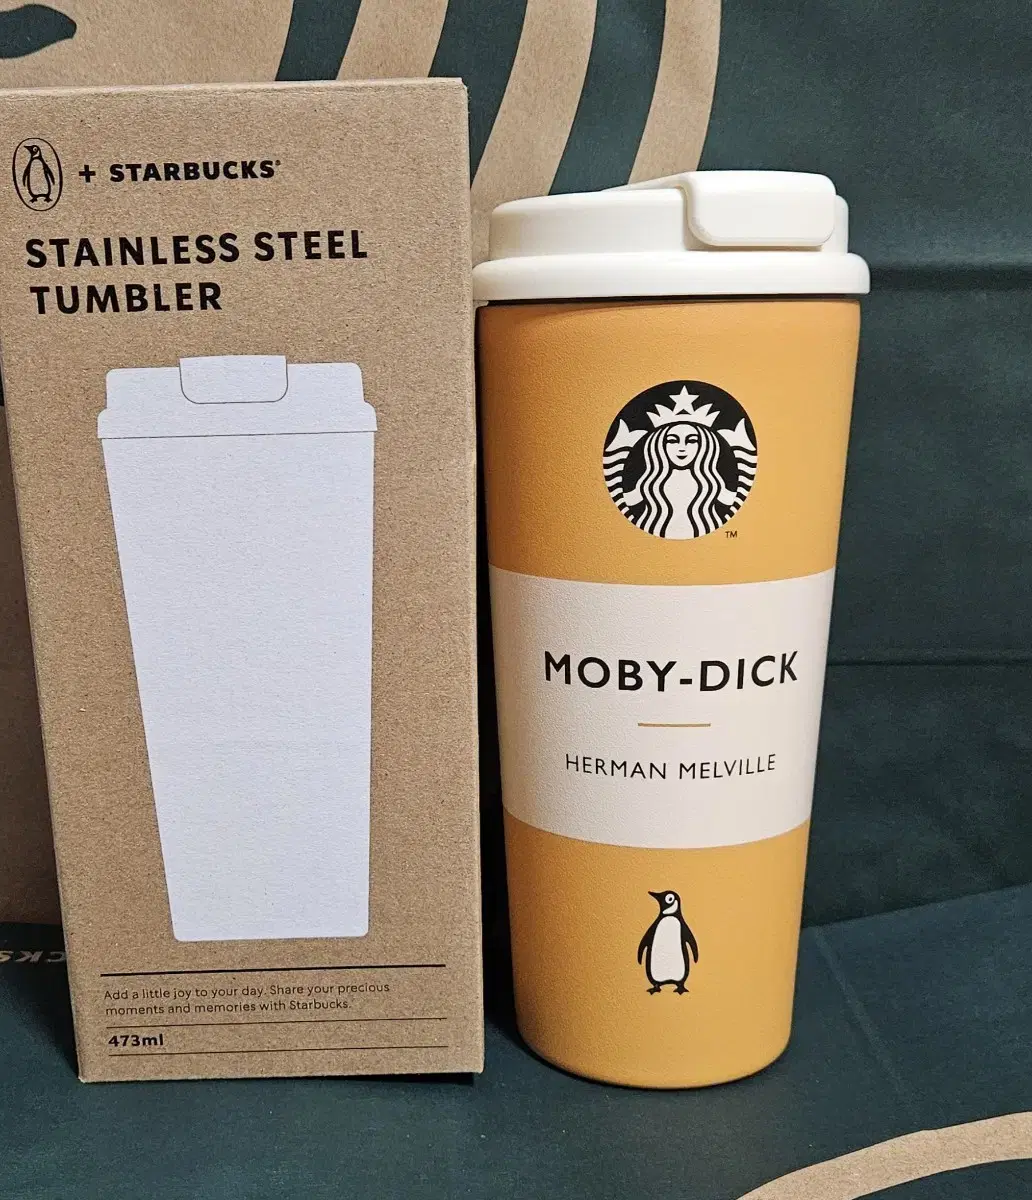 + STARBUCKS®
STAINLESS STEEL
TUMBLER
Add a little joy to your day. Share your precious
moments and memories with Starbucks.
473ml
TM
MOBY-DICK
HERMAN MELVILLE